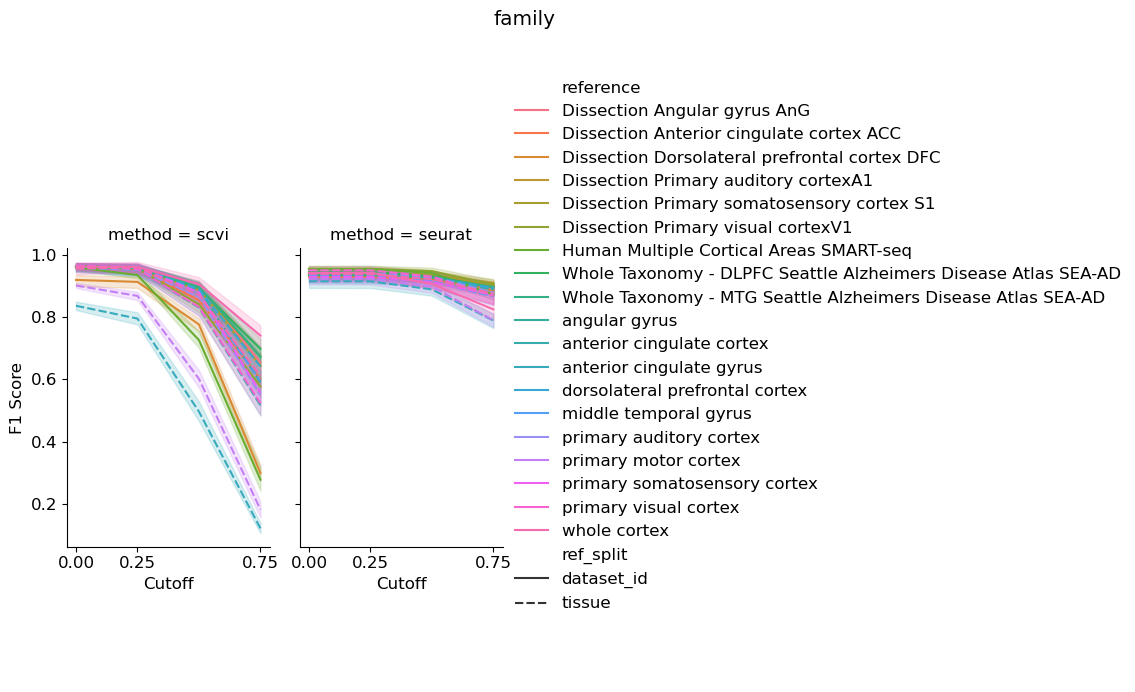 family
method = scvi
method = seurat
F1 Score
1.0
0.8
0.6
0.4
0.2
0.00
0.25
0.75
Cutoff
0.00
0.25
0.75
Cutoff
reference
Dissection Angular gyrus AnG
Dissection Anterior cingulate cortex ACC
Dissection Dorsolateral prefrontal cortex DFC
Dissection Primary auditory cortexA1
Dissection Primary somatosensory cortex S1
Dissection Primary visual cortexV1
Human Multiple Cortical Areas SMART-seq
Whole Taxonomy - DLPFC Seattle Alzheimers Disease Atlas SEA-AD
Whole Taxonomy - MTG Seattle Alzheimers Disease Atlas SEA-AD
angular gyrus
anterior cingulate cortex
anterior cingulate gyrus
dorsolateral prefrontal cortex
middle temporal gyrus
primary auditory cortex
primary motor cortex
primary somatosensory cortex
primary visual cortex
whole cortex
ref_split
dataset_id
tissue